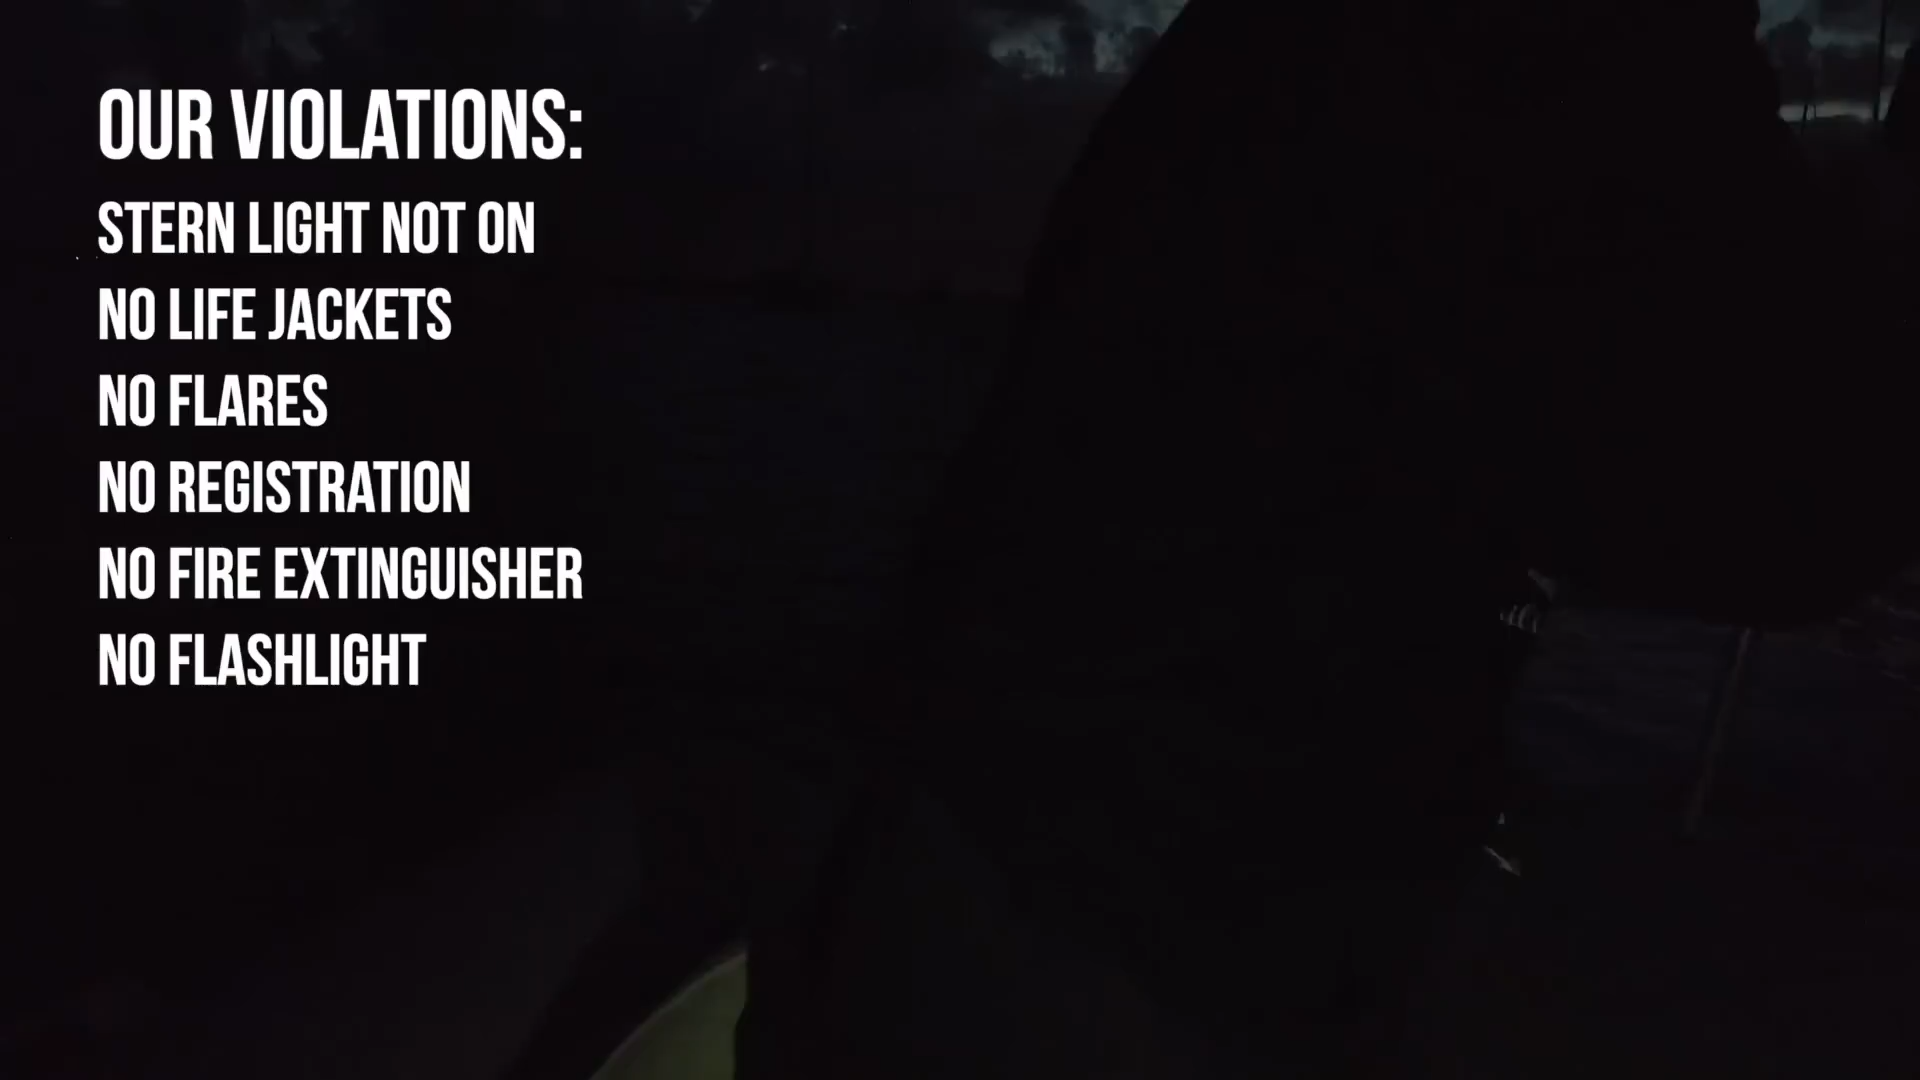 OUR VIOLATIONS:
STERN LIGHT NOT ON
NO LIFE JACKETS
NO FLARES
NO REGISTRATION
NO FIRE EXTINGUISHER
NO FLASHLIGHT